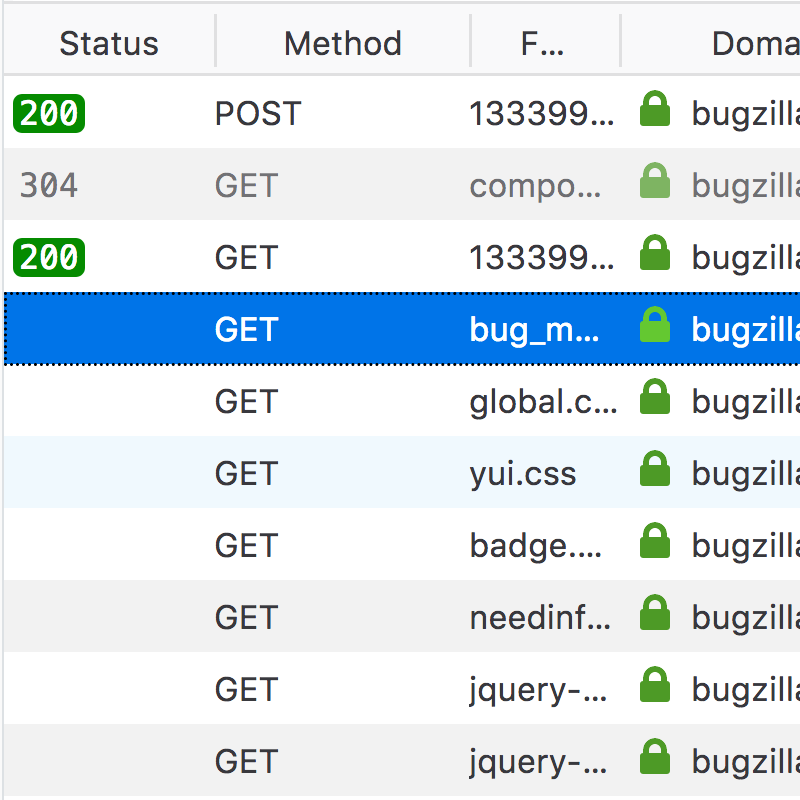 Status Method F... Doma
200 POST 133399... bugzilla
304 GET compo... bugzilla
200 GET 133399... bugzilla
GET bug_m... bugzilla
GET global.c... bugzilla
GET yui.css bugzilla
GET badge.... bugzilla
GET needinf... bugzilla
GET jquery-... bugzilla
GET jquery-... bugzilla